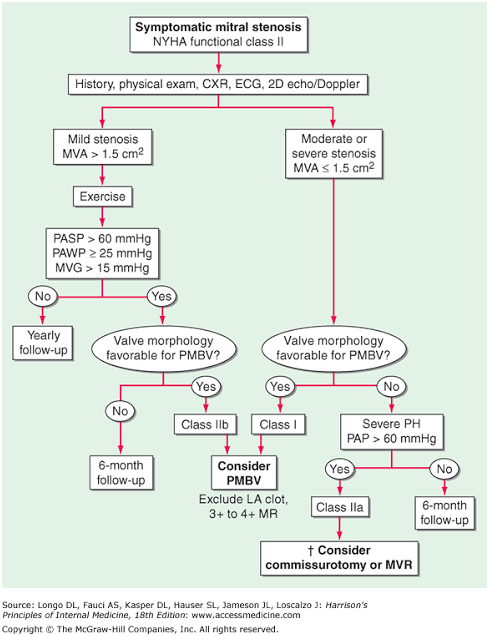 Symptomatic mitral stenosis
NYHA functional class II
History, physical exam, CXR, ECG, 2D echo/Doppler
Mild stenosis
MVA > 1.5 cm²
Moderate or
severe stenosis
MVA ≤ 1.5 cm²
Exercise
PASP > 60 mmHg
PAWP ≥ 25 mmHg
MVG > 15 mmHg
No
Yes
Yearly
follow-up
Valve morphology
favorable for PMBV?
Valve morphology
favorable for PMBV?
No
Yes
Yes
No
6-month
follow-up
Class IIb
Class I
Severe PH
PAP > 60 mmHg
Consider
PMBV
Exclude LA clot,
3+ to 4+ MR
Yes
No
Class IIa
6-month
follow-up
† Consider
commissurotomy or MVR
Source: Longo DL, Fauci AS, Kasper DL, Hauser SL, Jameson JL, Loscalzo J: Harrison's
Principles of Internal Medicine, 18th Edition: www.accessmedicine.com
Copyright © The McGraw-Hill Companies, Inc. All rights reserved.